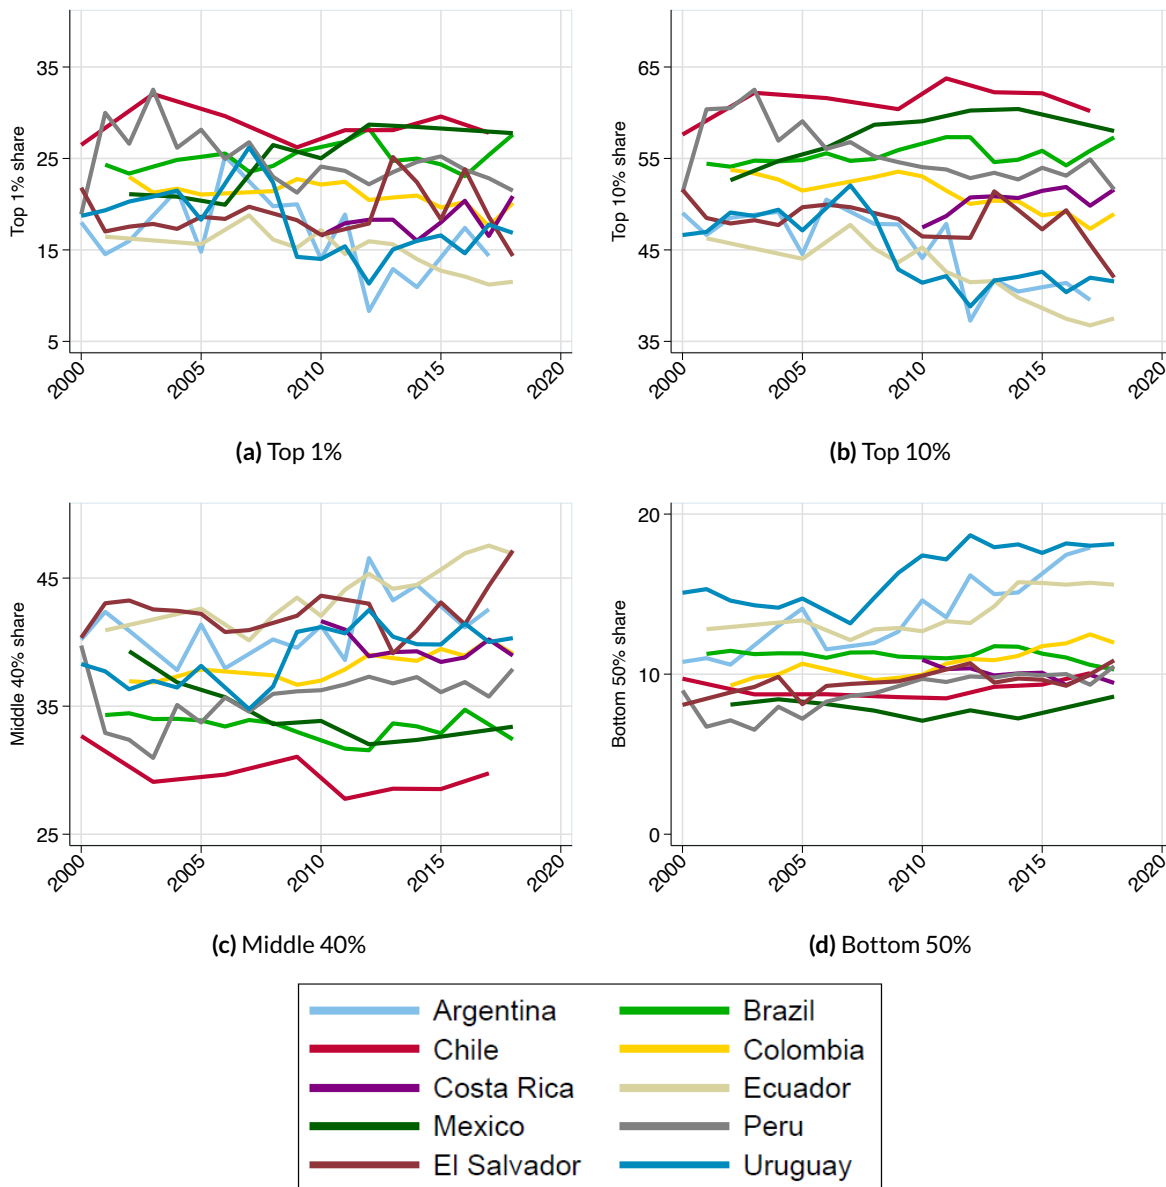 Top 1% share
35
25
15
5
2000
2005
2010
2015
2020
(a) Top 1%
Top 10% share
65
55
45
35
2000
2005
2010
2015
2020
(b) Top 10%
Middle 40% share
45
35
25
2000
2005
2010
2015
2020
(c) Middle 40%
Bottom 50% share
20
10
0
2000
2005
2010
2015
2020
(d) Bottom 50%
Argentina
Brazil
Chile
Colombia
Costa Rica
Ecuador
Mexico
Peru
El Salvador
Uruguay